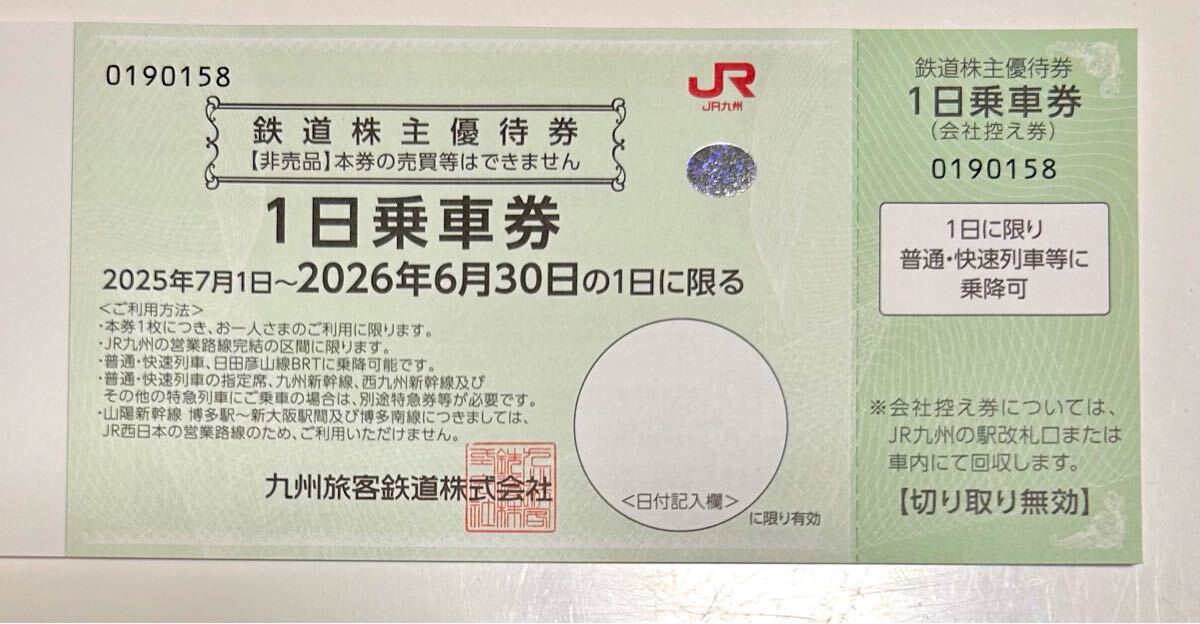 0190158
JR
JR九州
鉄道株主優待券
【非売品】本券の売買等はできません
1日乗車券
2025年7月1日～2026年6月30日の1日に限る
＜ご利用方法＞
・本券1枚につき、お一人さまのご利用に限ります。
・JR九州の営業路線完結の区間に限ります。
・普通・快速列車、日田彦山線BRTに乗降可能です。
・普通・快速列車の指定席、九州新幹線、西九州新幹線及び
その他の特急列車にご乗車の場合は、別途特急券等が必要です。
・山陽新幹線 博多駅～新大阪駅間及び博多南線につきましては、
JR西日本の営業路線のため、ご利用いただけません。
九州旅客鉄道株式会社
＜日付記入欄＞
に限り有効
鉄道株主優待券
1日乗車券
（会社控え券）
0190158
1日に限り
普通・快速列車等に
乗降可
※会社控え券については、
JR九州の駅改札口または
車内にて回収します。
【切り取り無効】